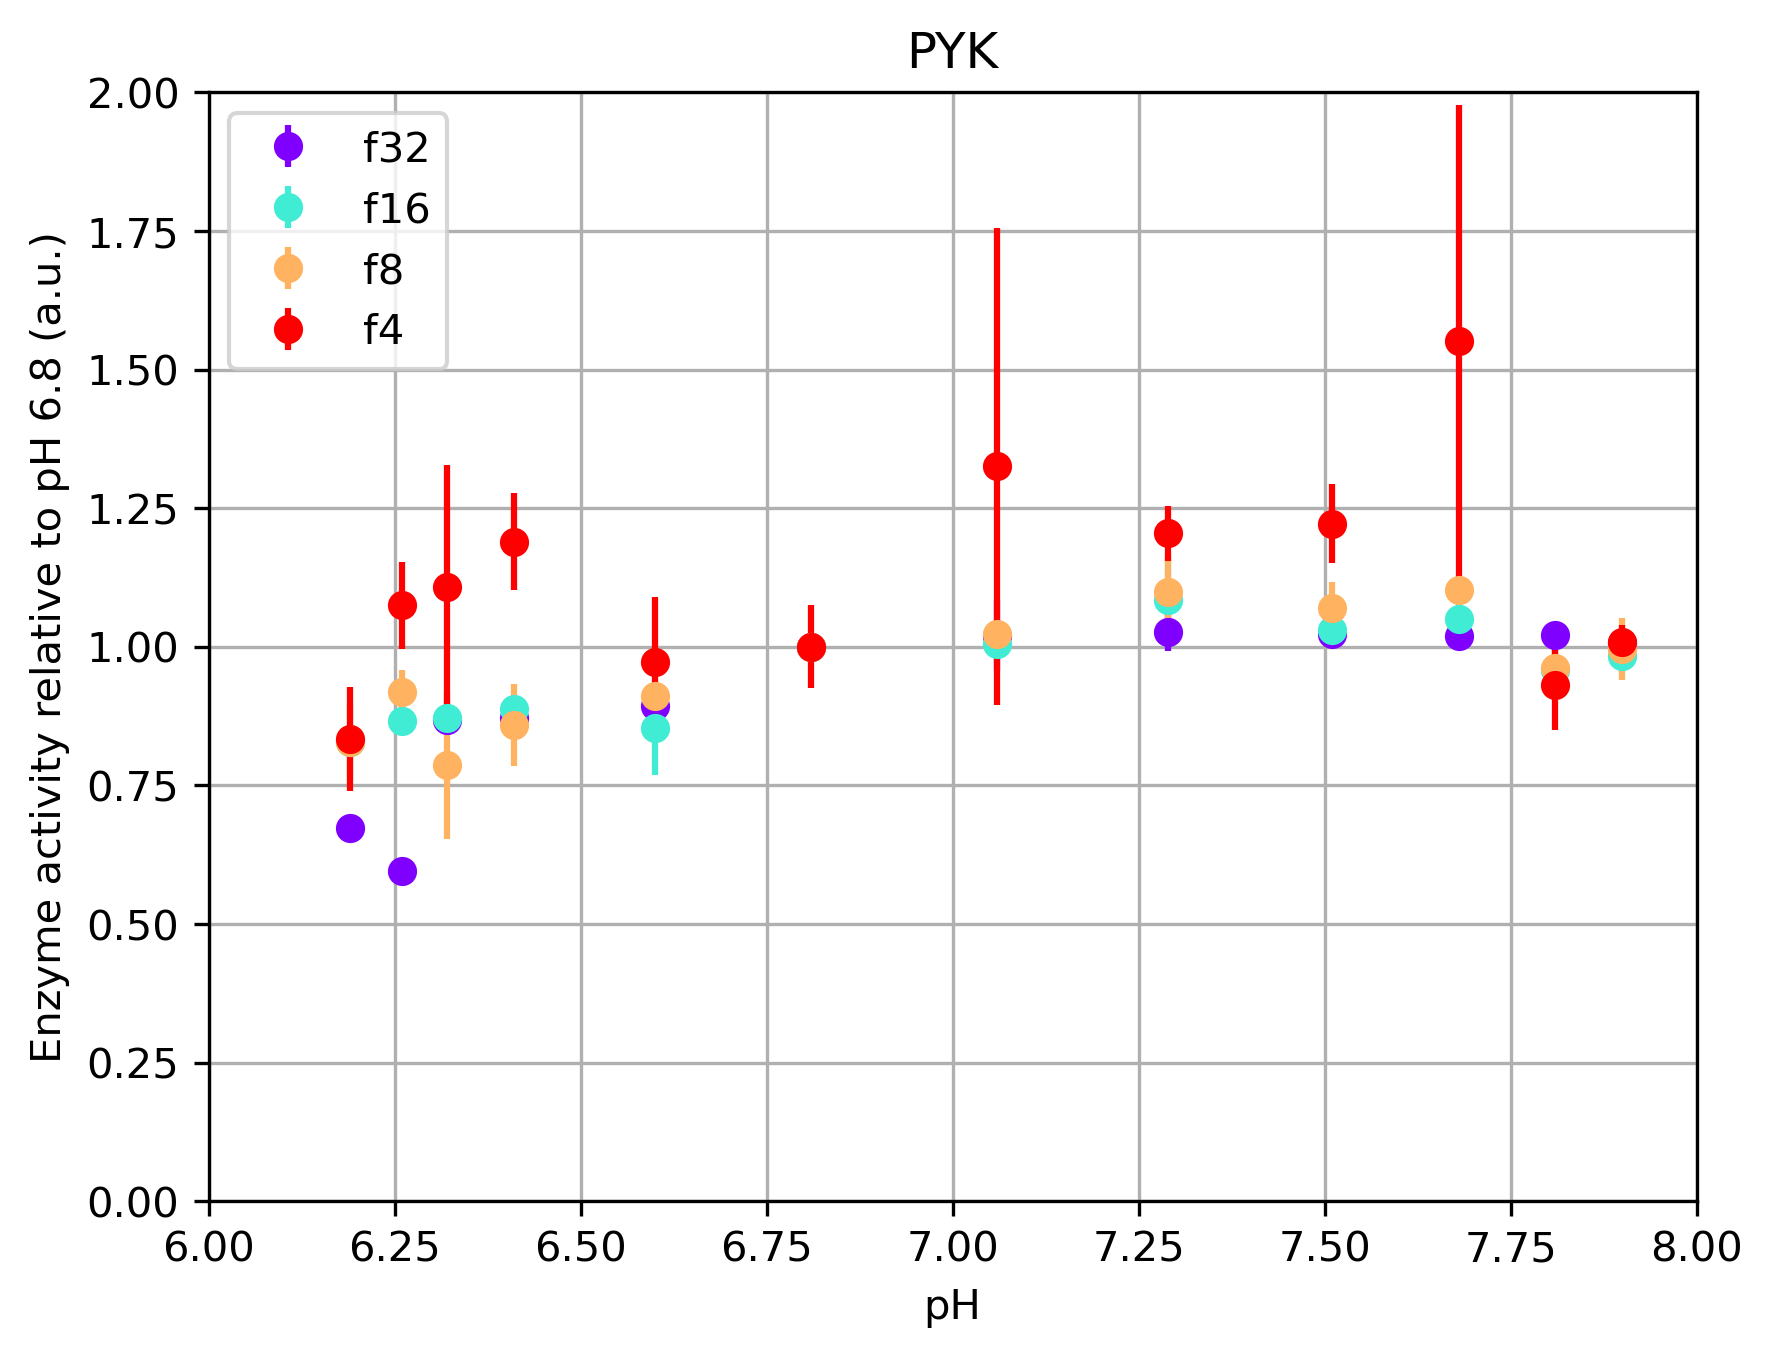 PYK
Enzyme activity relative to pH 6.8 (a.u.)
2.00
1.75
1.50
1.25
1.00
0.75
0.50
0.25
0.00
f32
f16
f8
f4
6.00 6.25 6.50 6.75 7.00 7.25 7.50 7.75 8.00
pH